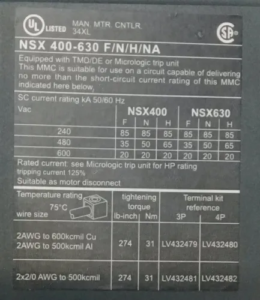 UL
LISTED
MAN. MTR. CNTLR.
34XL
SA
NSX 400-630 F/N/H/NA
Equipped with TMD/DE or Micrologic trip unit
This MMC is suitable for use on a circuit capable of delivering
no more than the short-circuit current rating of this MMC
indicated here below.
SC current rating kA 50/60 Hz
Vac. NSX400 NSX630
F N H F N H
240 85 85 85 85 85 85
480 35 50 65 35 50 65
600 20 20 20 20 20 20
Rated current see Micrologic trip unit for HP rating
tripping current 125%
Suitable as motor disconnect
Temperature rating tightening Terminal kit
75°C torque reference
wire size lb-inch Nm 3P 4P
2AWG to 600kcmil Cu
2AWG to 500kcmil Al 274 31 LV432479 LV432480
2x2/0 AWG to 500kcmil 274 31 LV432481 LV432482